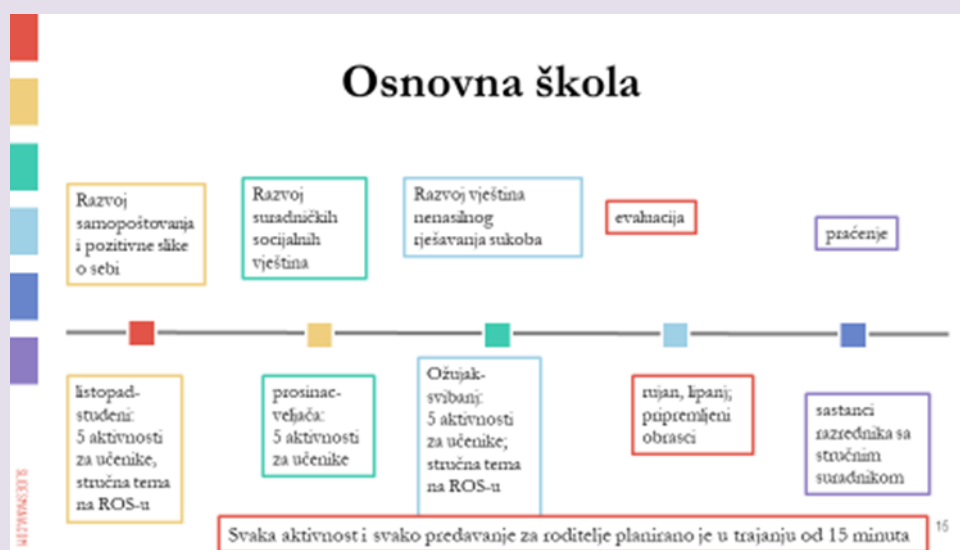 Osnovna škola
Razvoj
samopoštovanja
i pozitivne slike
o sebi
Razvoj
suradničkih
socijalnih
vještina
Razvoj vještina
nenasilnog
rješavanja sukoba
evaluacija
praćenje
listopad-
studeni:
5 aktivnosti
za učenike,
stručna tema
na ROS-u
prosinac-
veljača:
5 aktivnosti
za učenike
Ožujak-
svibanj:
5 aktivnosti
za učenike;
stručna tema
na ROS-u
rujan, lipanj;
pripremljeni
obrasci
sastanci
razrednika sa
stručnim
suradnikom
Svaka aktivnost i svako predavanje za roditelje planirano je u trajanju od 15 minuta
16
SLIDESMANIA.COM